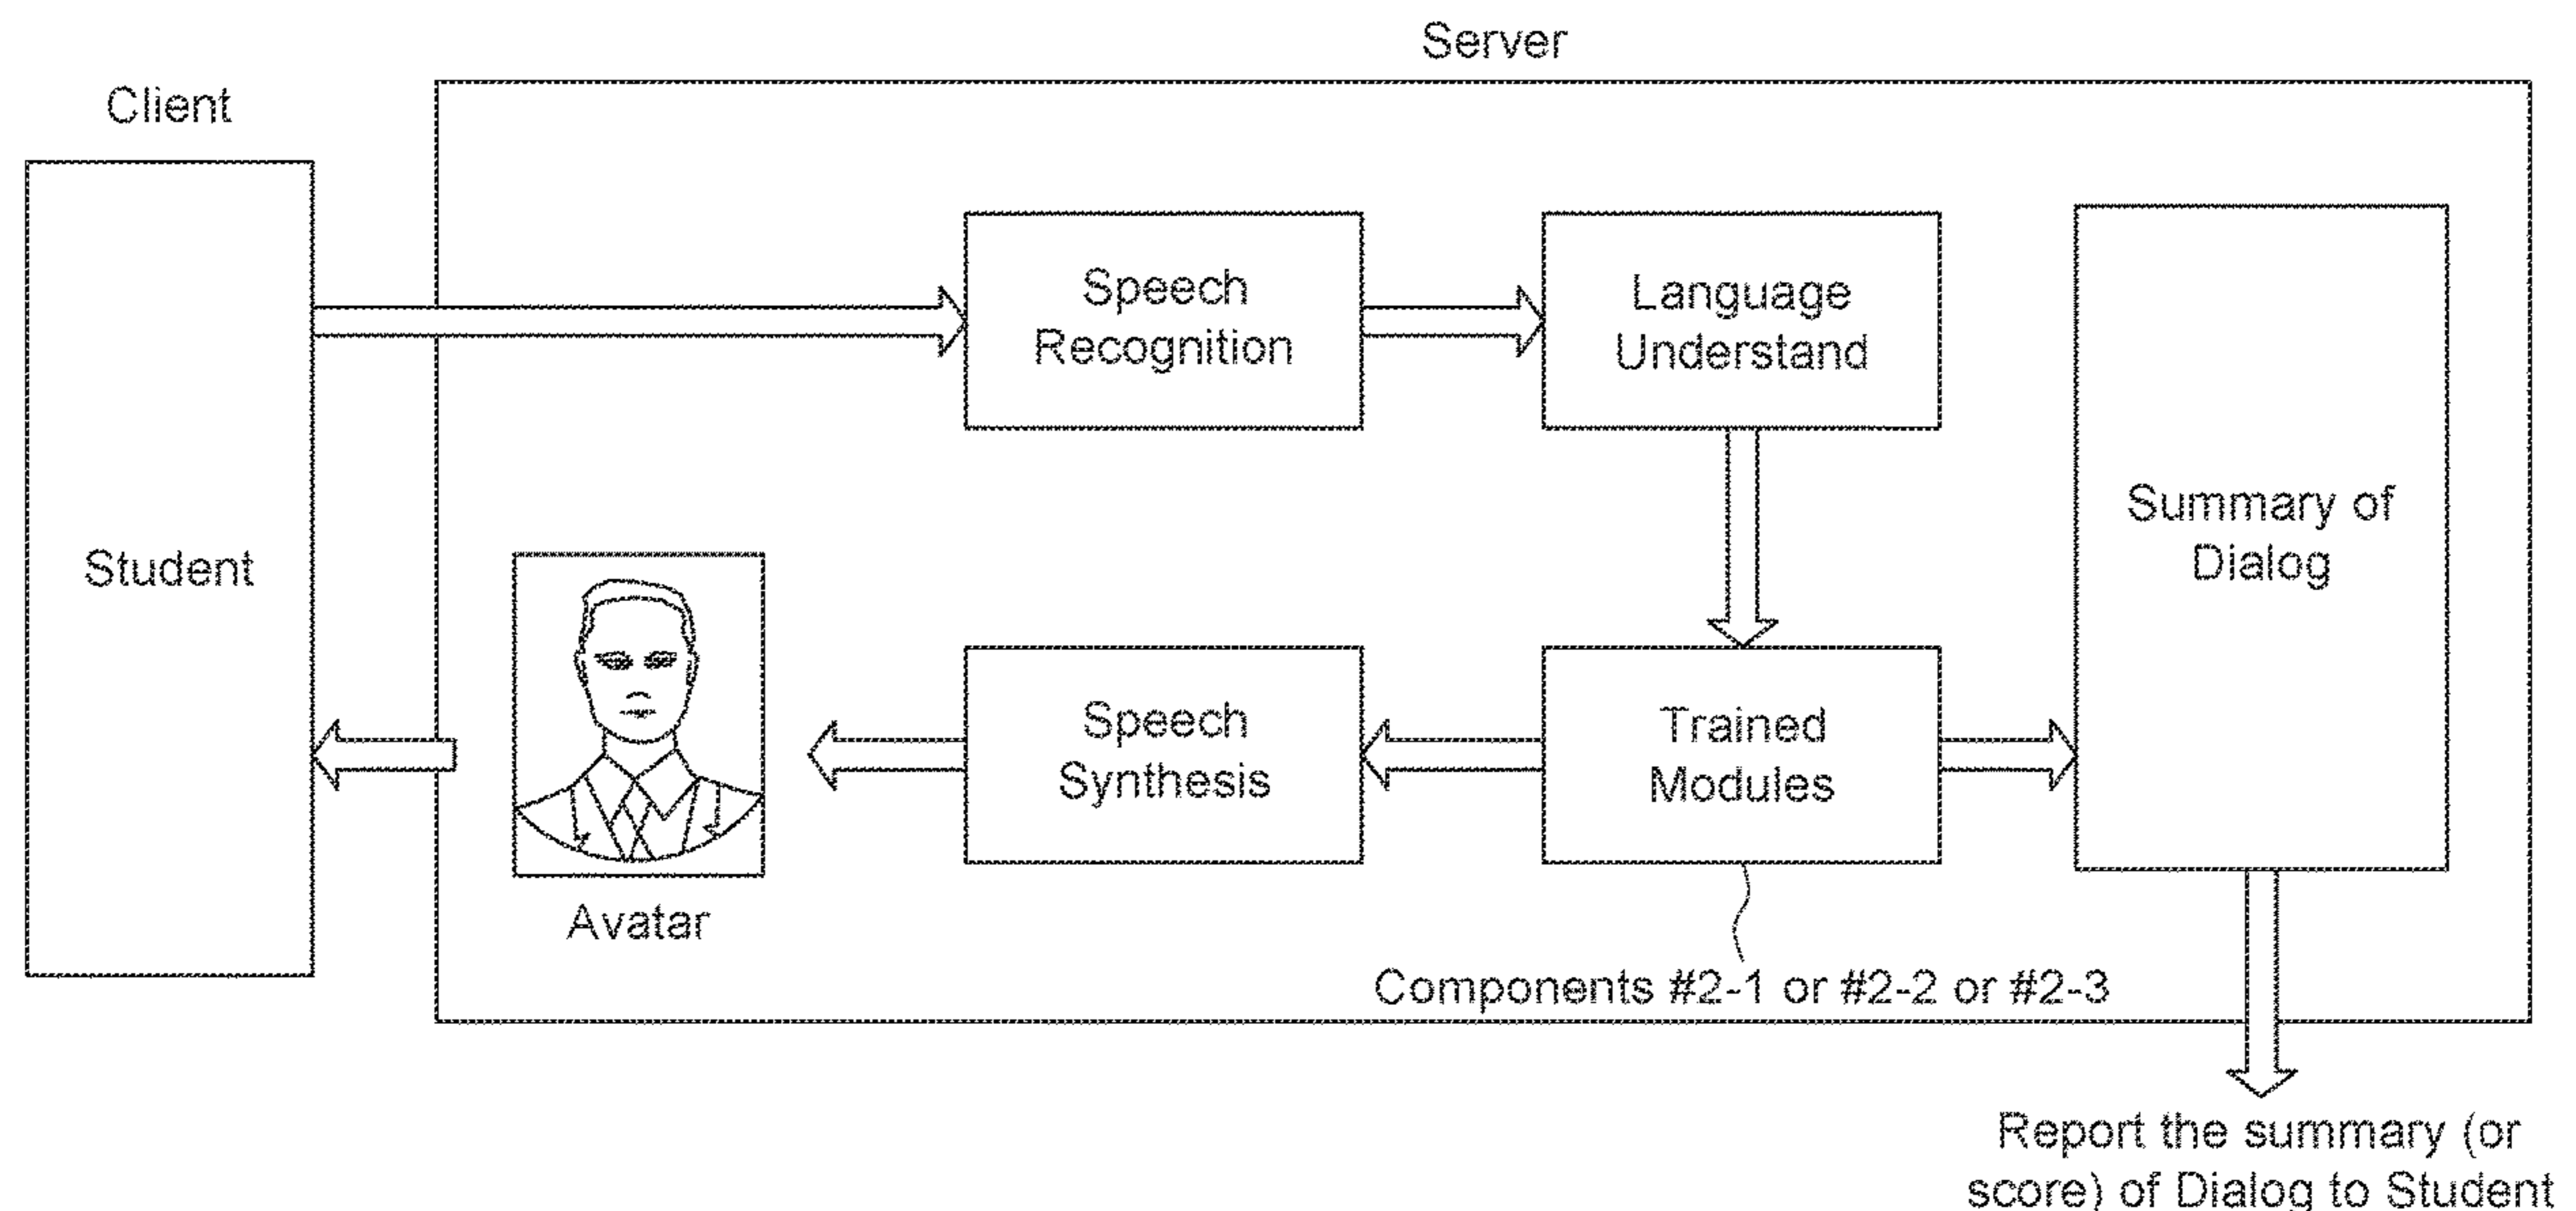 Server
Client
Speech
Recognition
Language
Understand
Summary of
Dialog
Student
Speech
Synthesis
Trained
Modules
Avatar
Components #2-1 or #2-2 or #2-3
Report the summary (or
score) of Dialog to Student